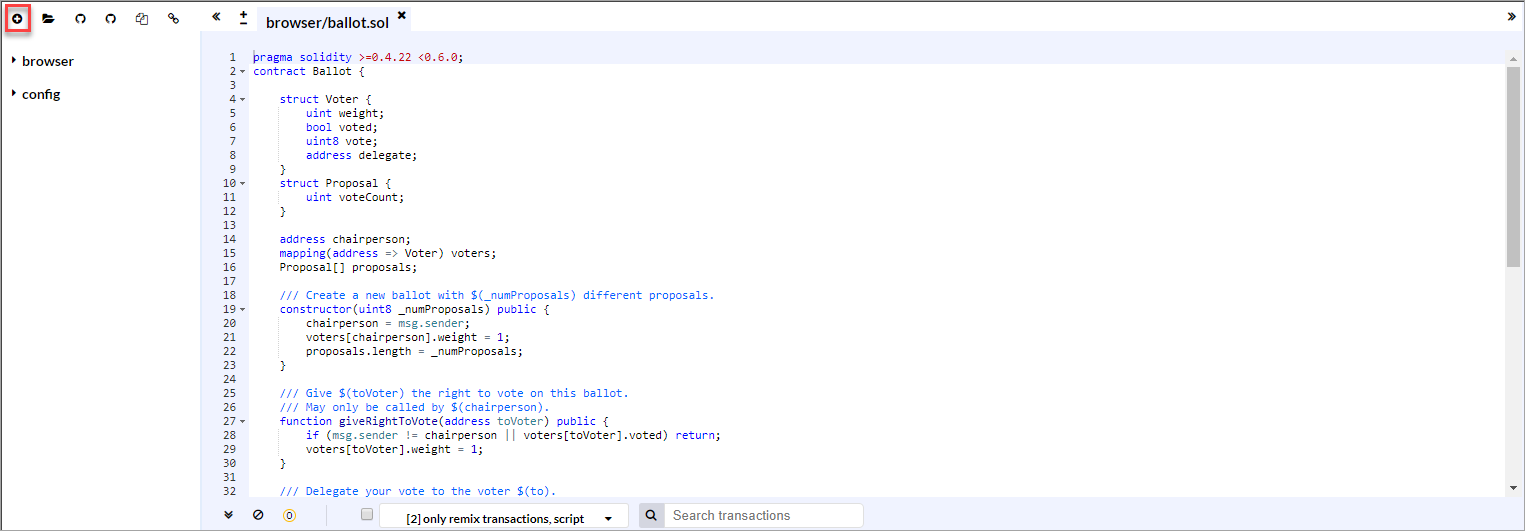 browser/ballot.sol
browser
config
1 pragma solidity >=0.4.22 <0.6.0;
2 contract Ballot {
3
4     struct Voter {
5         uint weight;
6         bool voted;
7         uint8 vote;
8         address delegate;
9     }
10     struct Proposal {
11         uint voteCount;
12     }
13
14     address chairperson;
15     mapping(address => Voter) voters;
16     Proposal[] proposals;
17
18     /// Create a new ballot with $(_numProposals) different proposals.
19     constructor(uint8 _numProposals) public {
20         chairperson = msg.sender;
21         voters[chairperson].weight = 1;
22         proposals.length = _numProposals;
23     }
24
25     /// Give $(toVoter) the right to vote on this ballot.
26     /// May only be called by $(chairperson).
27     function giveRightToVote(address toVoter) public {
28         if (msg.sender != chairperson || voters[toVoter].voted) return;
29         voters[toVoter].weight = 1;
30     }
31
32     /// Delegate your vote to the voter $(to).
0 [2] only remix transactions, script Search transactions